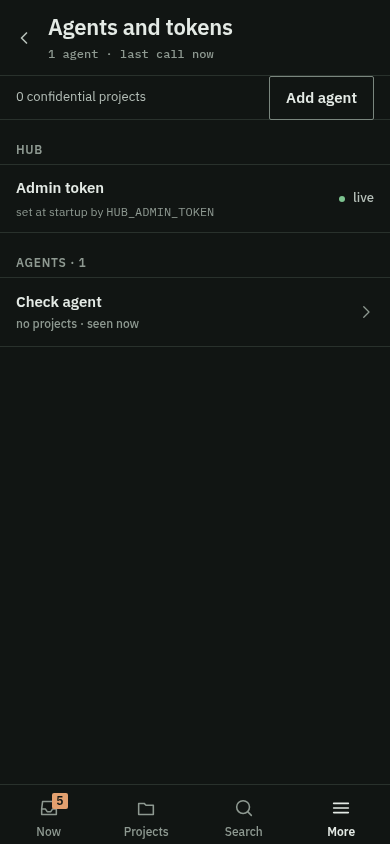 Agents and tokens
1 agent · last call now
0 confidential projects
Add agent
HUB
Admin token
set at startup by HUB_ADMIN_TOKEN
live
AGENTS · 1
Check agent
no projects · seen now
5
Now
Projects
Search
More